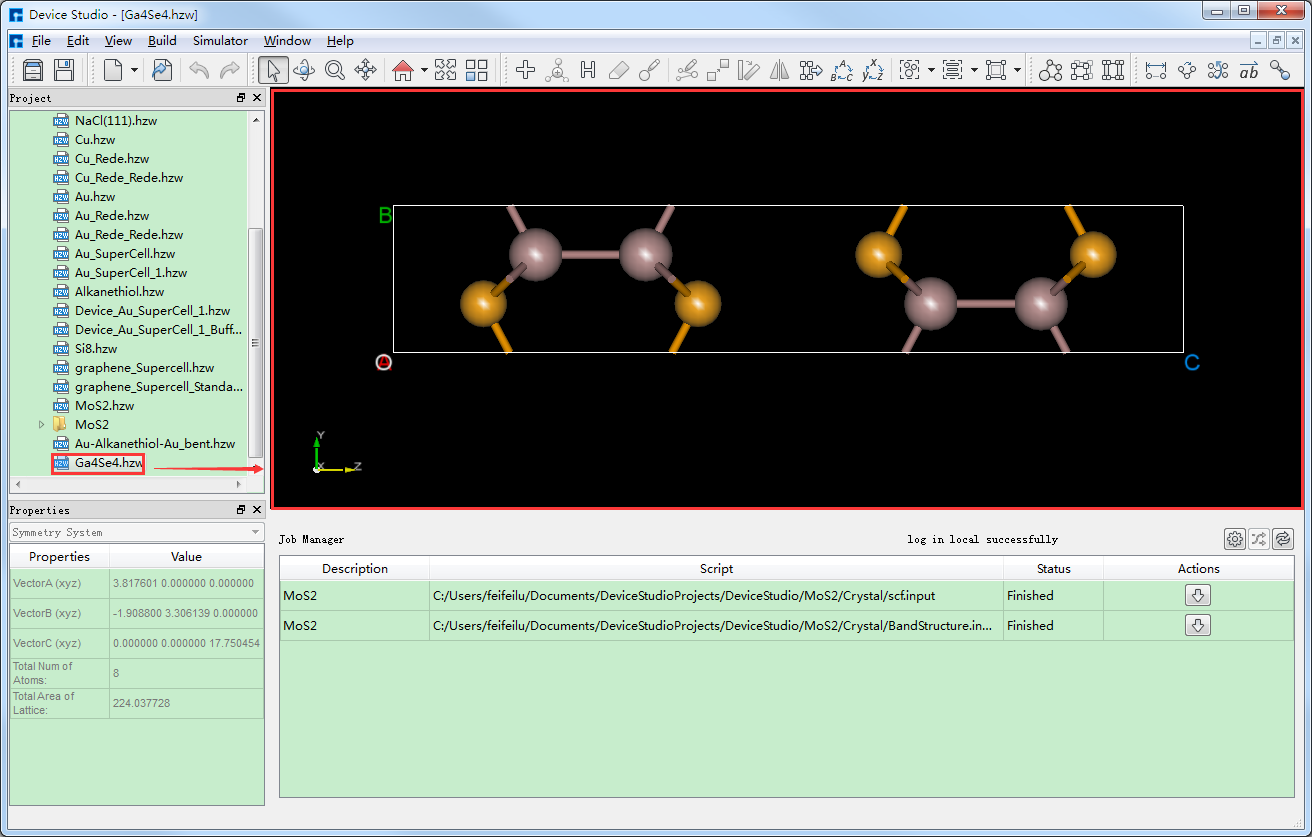 Device Studio - [Ga4Se4.hzw]
File Edit View Build Simulator Window Help
Project
NaCl(111).hzw
Cu.hzw
Cu_Rede.hzw
Cu_Rede_Rede.hzw
Au.hzw
Au_Rede.hzw
Au_Rede_Rede.hzw
Au_SuperCell.hzw
Au_SuperCell_1.hzw
Alkanethiol.hzw
Device_Au_SuperCell_1.hzw
Device_Au_SuperCell_1_Buff...
Si8.hzw
graphene_Supercell.hzw
graphene_Supercell_Standa...
MoS2.hzw
MoS2
Au-Alkanethiol-Au_bent.hzw
Ga4Se4.hzw
B
A
C
Y
X Z
Properties
Symmetry System
Properties Value
VectorA (xyz) 3.817601 0.000000 0.000000
VectorB (xyz) -1.908800 3.306139 0.000000
VectorC (xyz) 0.000000 0.000000 17.750454
Total Num of
Atoms: 8
Total Area of
Lattice: 224.037728
Job Manager log in local successfully
Description Script Status Actions
MoS2 C:/Users/feifeilu/Documents/DeviceStudioProjects/DeviceStudio/MoS2/Crystal/scf.input Finished
MoS2 C:/Users/feifeilu/Documents/DeviceStudioProjects/DeviceStudio/MoS2/Crystal/BandStructure.in... Finished